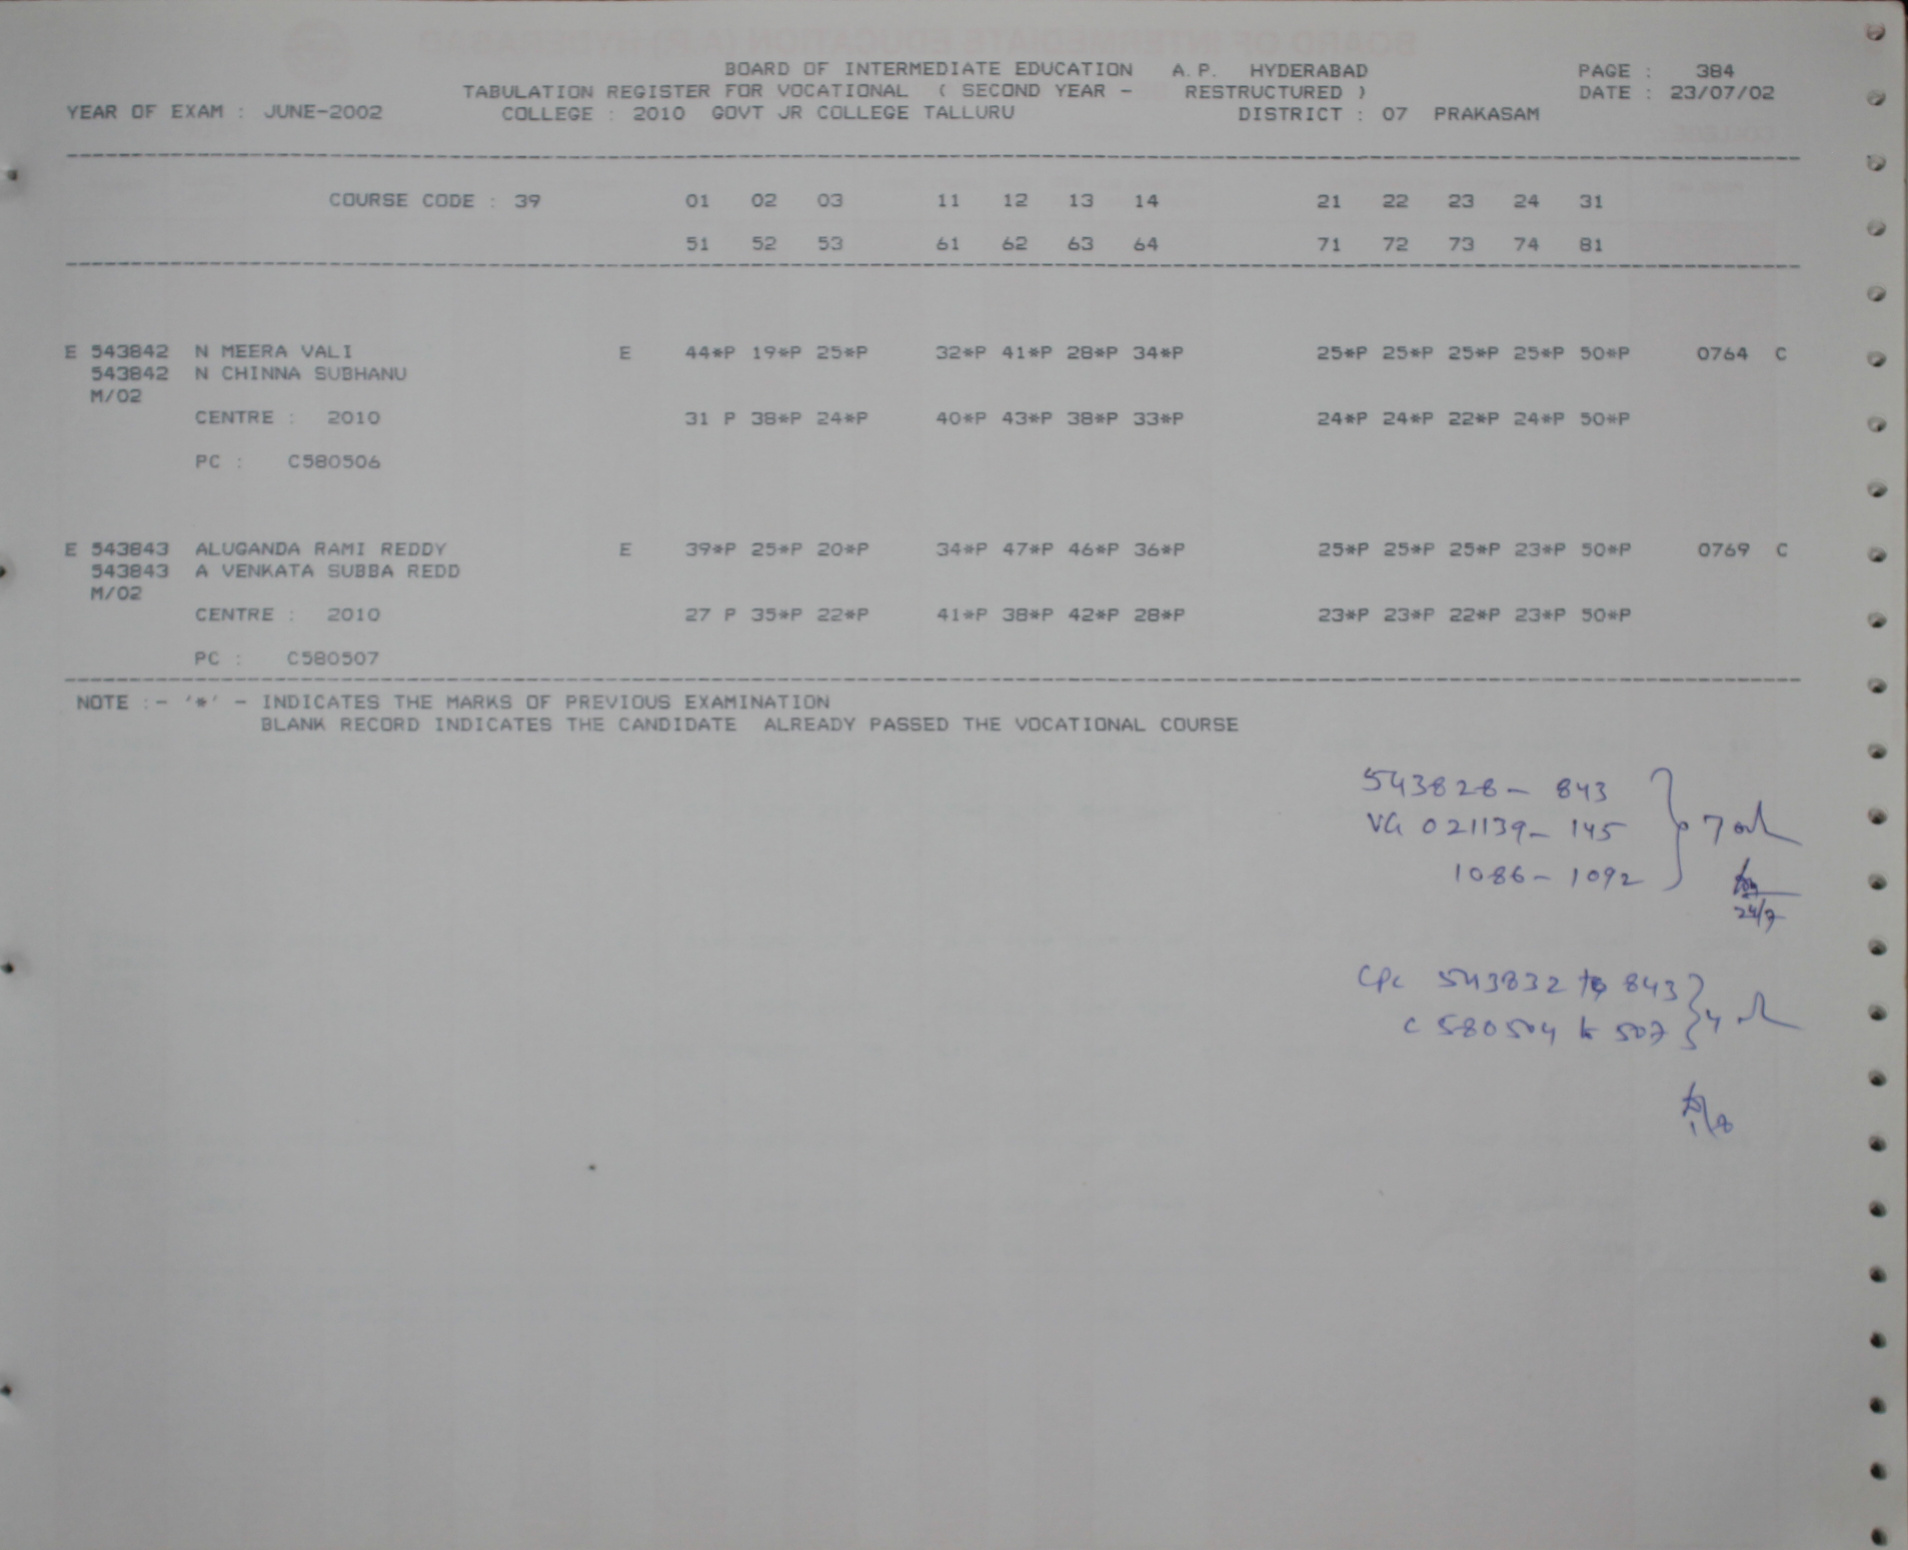 BOARD OF INTERMEDIATE EDUCATION A.P. HYDERABAD PAGE : 384
TABULATION REGISTER FOR VOCATIONAL ( SECOND YEAR - RESTRUCTURED ) DATE : 23/07/02
YEAR OF EXAM : JUNE-2002 COLLEGE : 2010 GOVT JR COLLEGE TALLURU DISTRICT : 07 PRAKASAM
COURSE CODE : 39 01 02 03 11 12 13 14 21 22 23 24 31
51 52 53 61 62 63 64 71 72 73 74 81
E 543842 N MEERA VALI E 44*P 19*P 25*P 32*P 41*P 28*P 34*P 25*P 25*P 25*P 25*P 50*P 0764 C
543842 N CHINNA SUBHANU
M/02
CENTRE : 2010 31 P 38*P 24*P 40*P 43*P 38*P 33*P 24*P 24*P 22*P 24*P 50*P
PC : C580506
E 543843 ALUGANDA RAMI REDDY E 39*P 25*P 20*P 34*P 47*P 46*P 36*P 25*P 25*P 25*P 23*P 50*P 0769 C
543843 A VENKATA SUBBA REDD
M/02
CENTRE : 2010 27 P 35*P 22*P 41*P 38*P 42*P 28*P 23*P 23*P 22*P 23*P 50*P
PC : C580507
NOTE :- '*' - INDICATES THE MARKS OF PREVIOUS EXAMINATION
BLANK RECORD INDICATES THE CANDIDATE ALREADY PASSED THE VOCATIONAL COURSE
543828 - 843
VG 021139 - 145 7
1086 - 1092
24/7
CPC 543832 to 843
C 580504 to 507 4
1/8